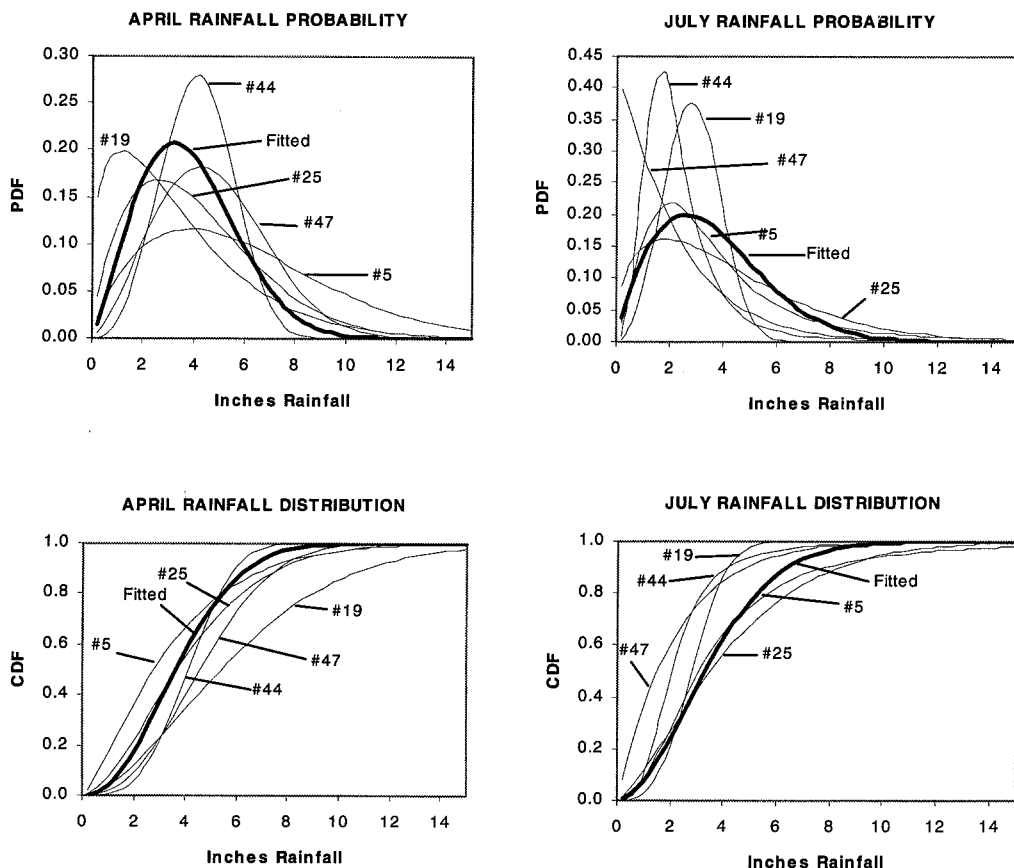 APRIL RAINFALL PROBABILITY
0.30
0.25
0.20
0.15
0.10
0.05
0.00
PDF
#44
#19
Fitted
#25
#47
#5
0 2 4 6 8 10 12 14
Inches Rainfall
JULY RAINFALL PROBABILITY
0.45
0.40
0.35
0.30
0.25
0.20
0.15
0.10
0.05
0.00
PDF
#44
#19
#47
#5
Fitted
#25
0 2 4 6 8 10 12 14
Inches Rainfall
APRIL RAINFALL DISTRIBUTION
1.0
0.8
0.6
0.4
0.2
0.0
CDF
#25
Fitted
#19
#5
#47
#44
0 2 4 6 8 10 12 14
Inches Rainfall
JULY RAINFALL DISTRIBUTION
1.0
0.8
0.6
0.4
0.2
0.0
CDF
#19
#44
Fitted
#5
#47
#25
0 2 4 6 8 10 12 14
Inches Rainfall